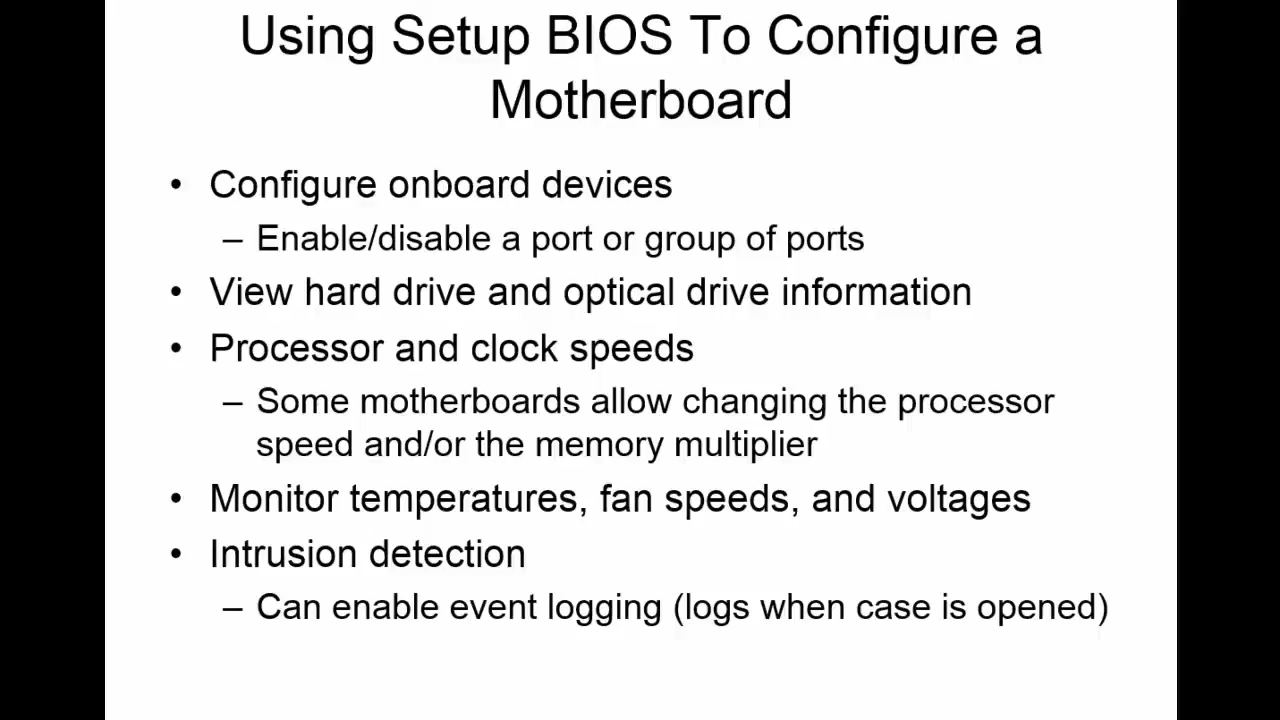 Using Setup BIOS To Configure a
Motherboard
• Configure onboard devices
– Enable/disable a port or group of ports
• View hard drive and optical drive information
• Processor and clock speeds
– Some motherboards allow changing the processor
speed and/or the memory multiplier
• Monitor temperatures, fan speeds, and voltages
• Intrusion detection
– Can enable event logging (logs when case is opened)